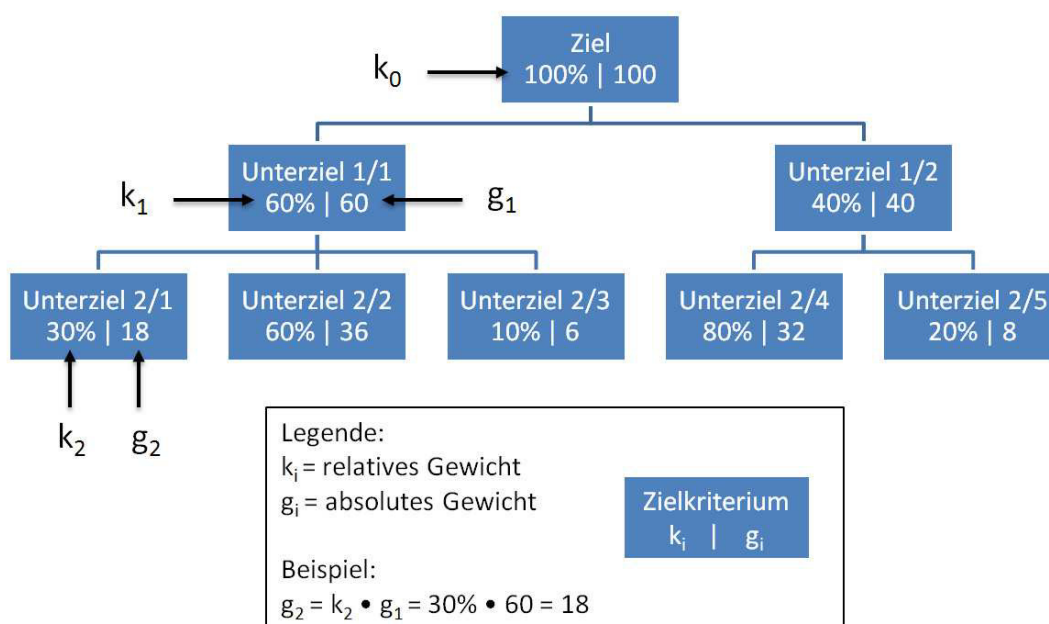 Ziel
100% | 100
k₀
Unterziel 1/1
60% | 60
k₁
g₁
Unterziel 1/2
40% | 40
Unterziel 2/1
30% | 18
Unterziel 2/2
60% | 36
Unterziel 2/3
10% | 6
Unterziel 2/4
80% | 32
Unterziel 2/5
20% | 8
k₂
g₂
Legende:
kᵢ = relatives Gewicht
gᵢ = absolutes Gewicht
Zielkriterium
kᵢ | gᵢ
Beispiel:
g₂ = k₂ • g₁ = 30% • 60 = 18